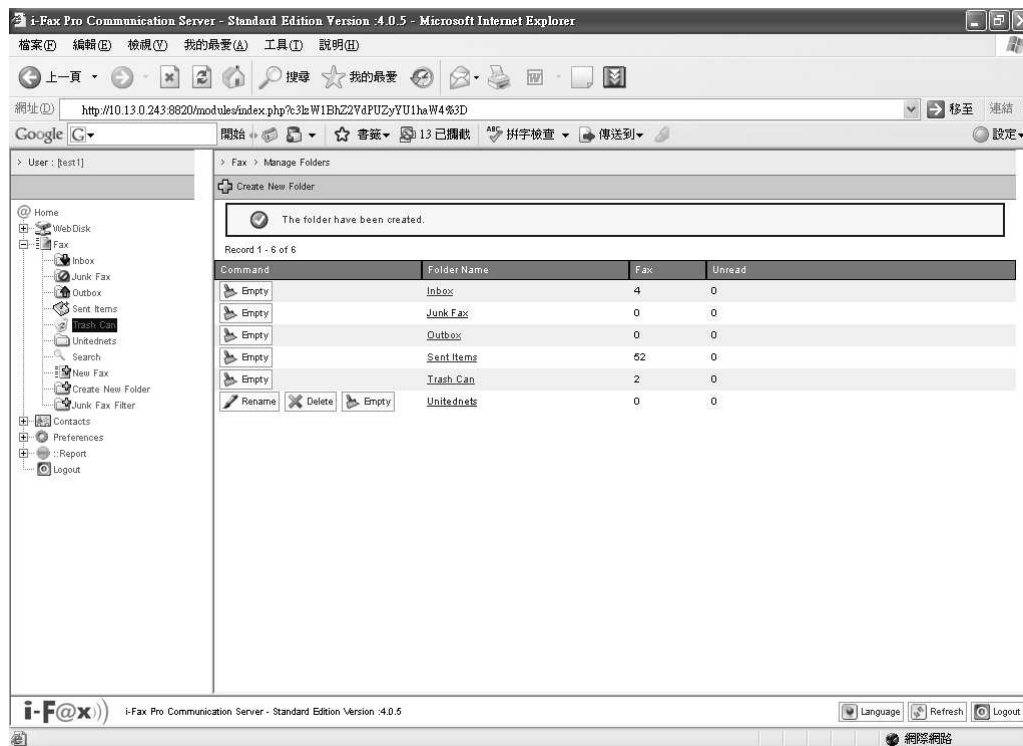 i-Fax Pro Communication Server - Standard Edition Version :4.0.5 - Microsoft Internet Explorer
檔案(F) 編輯(E) 檢視(V) 我的最愛(A) 工具(T) 說明(H)
上一頁 搜尋 我的最愛
網址(D) http://10.13.0.243:8820/modules/index.php?c3lzW1BhZ2VdPUZyYU1haW4%3D 移至 連結
Google G 開始 書籤 13 已攔截 ABC 拼字檢查 傳送到 設定
> User : [test1]
> Fax > Manage Folders
Create New Folder
@ Home
WebDisk
Fax
Inbox
Junk Fax
Outbox
Sent Items
Trash Can
Unitednets
Search
New Fax
Create New Folder
Junk Fax Filter
Contacts
Preferences
::Report
Logout
The folder have been created.
Record 1 - 6 of 6
Command Folder Name Fax Unread
Empty Inbox 4 0
Empty Junk Fax 0 0
Empty Outbox 0 0
Empty Sent Items 52 0
Empty Trash Can 2 0
Rename Delete Empty Unitednets 0 0
i-F@x)) i-Fax Pro Communication Server - Standard Edition Version :4.0.5 Language Refresh Logout
網際網路